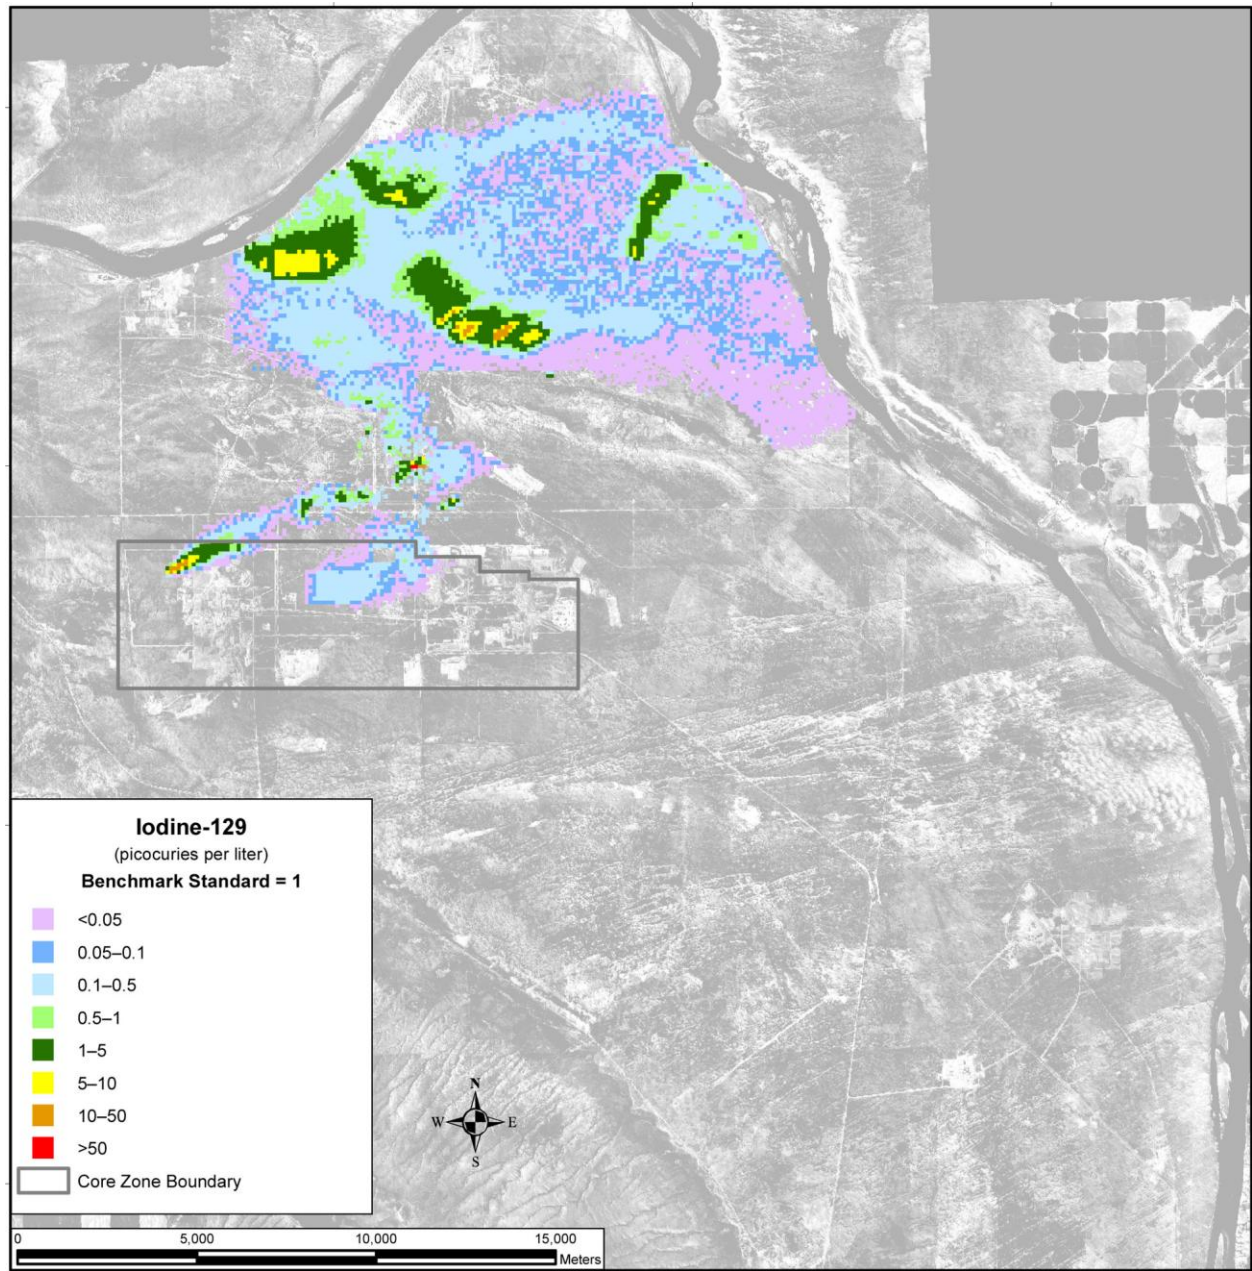 N
W E
S
Iodine-129
(picocuries per liter)
Benchmark Standard = 1
<0.05
0.05–0.1
0.1–0.5
0.5–1
1–5
5–10
10–50
>50
Core Zone Boundary
0 5,000 10,000 15,000
Meters